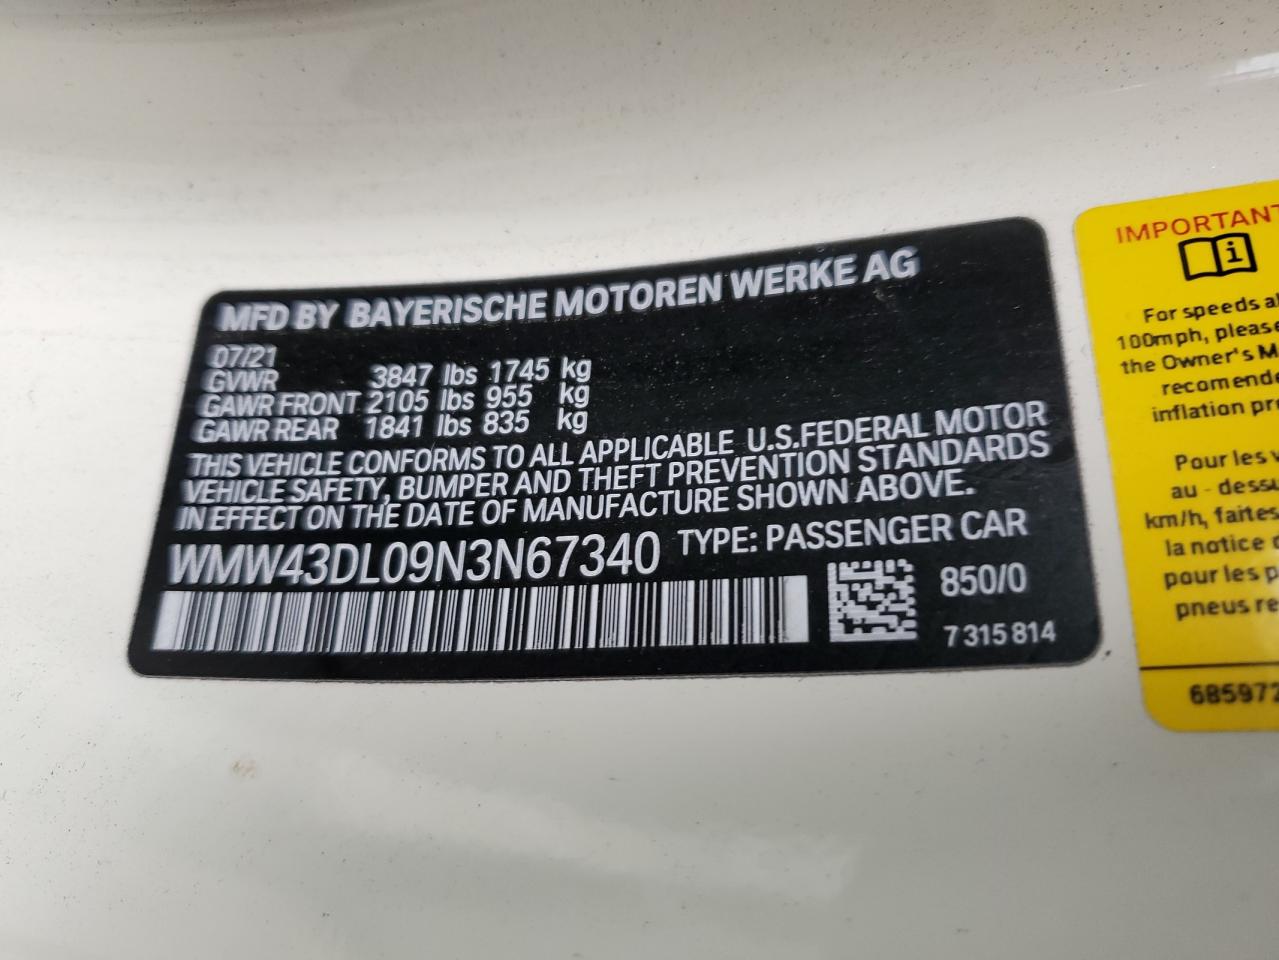 MFD BY BAYERISCHE MOTOREN WERKE AG
07/21
GVWR 3847 lbs 1745 kg
GAWR FRONT 2105 lbs 955 kg
GAWR REAR 1841 lbs 835 kg
THIS VEHICLE CONFORMS TO ALL APPLICABLE U.S.FEDERAL MOTOR
VEHICLE SAFETY, BUMPER AND THEFT PREVENTION STANDARDS
IN EFFECT ON THE DATE OF MANUFACTURE SHOWN ABOVE.
WMW43DL09N3N67340 TYPE: PASSENGER CAR
850/0
7 315 814
IMPORTANT
i
For speeds
100mph, please
the Owner's
inflation
Pour les
au - dessu
km/h, faites
la notice
pour les
pneus